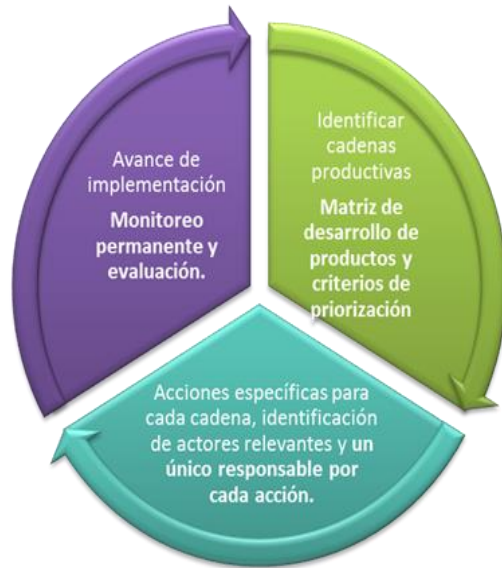 Identificar
cadenas
productivas
Matriz de
desarrollo de
productos y
criterios de
priorización
Acciones específicas para
cada cadena, identificación
de actores relevantes y un
único responsable por
cada acción.
Avance de
implementación
Monitoreo
permanente y
evaluación.